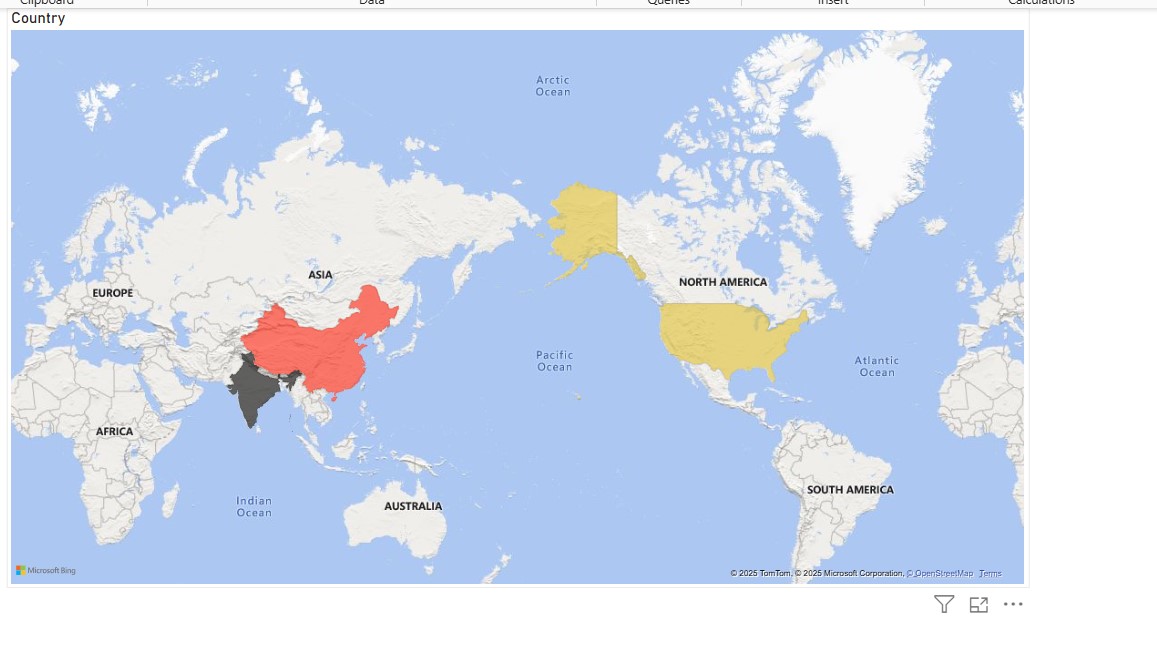 Clipboard
Data
Queries
Insert
Calculations
Country
Arctic
Ocean
ASIA
EUROPE
NORTH AMERICA
Pacific
Ocean
Atlantic
Ocean
AFRICA
SOUTH AMERICA
Indian
Ocean
AUSTRALIA
Microsoft Bing
© 2025 TomTom, © 2025 Microsoft Corporation, © OpenStreetMap Terms